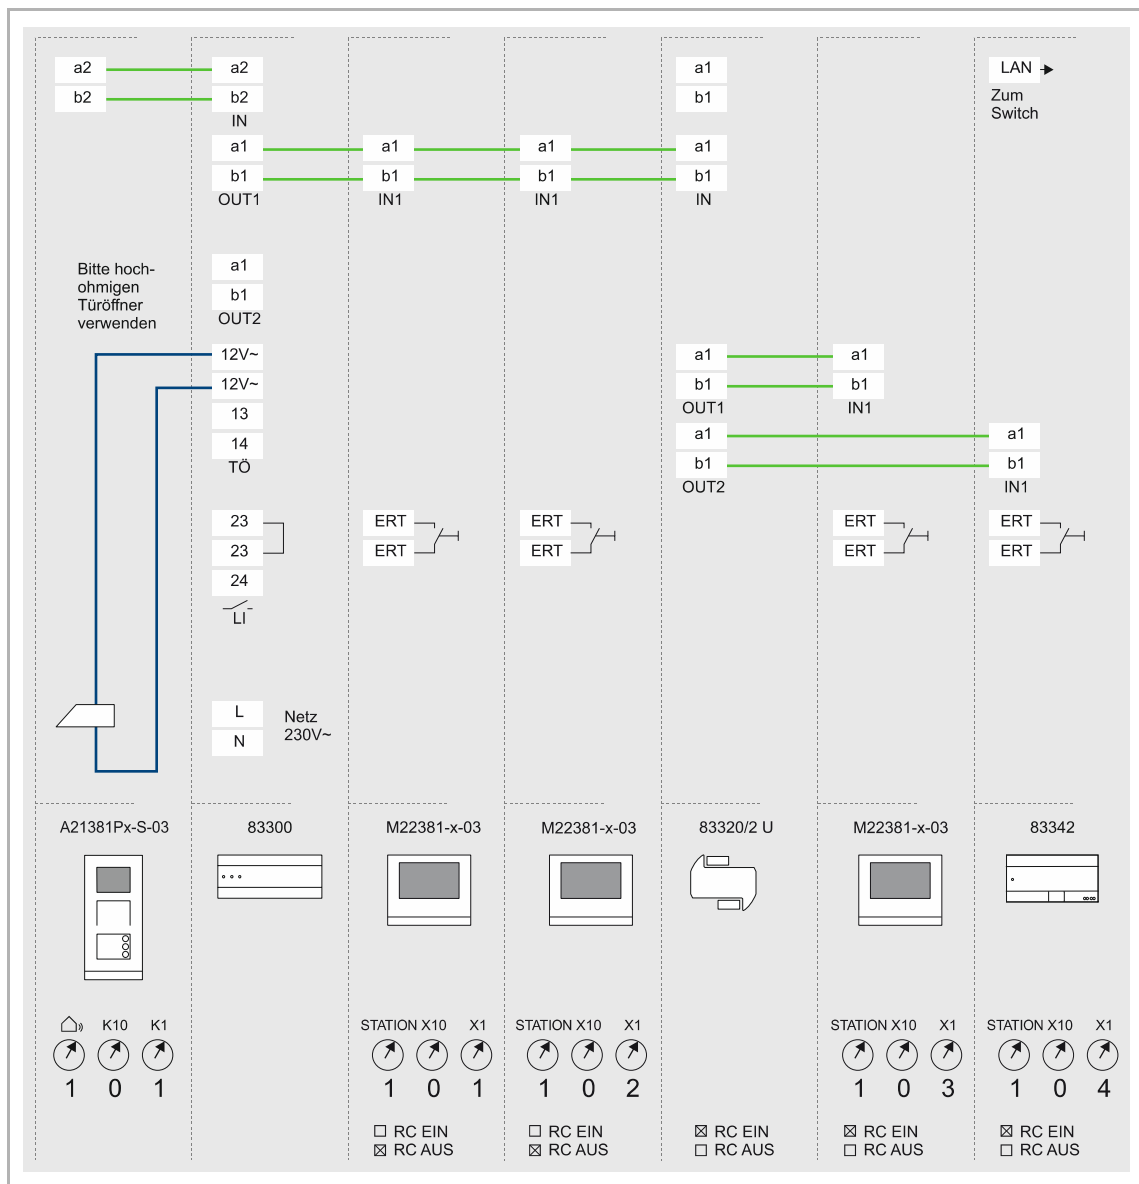 a2 a2 a1 LAN
b2 b2 b1 Zum
IN Switch
a1 a1 a1 a1
b1 b1 b1 b1
OUT1 IN1 IN1 IN
Bitte hoch-
ohmigen
Türöffner
verwenden
a1
b1
OUT2
12V~ a1 a1
12V~ b1 b1
13 OUT1 IN1
14 a1 a1
TÖ b1 b1
OUT2 IN1
23 ERT ERT ERT ERT
23 ERT ERT ERT ERT
24
LI
L Netz
N 230V~
A21381Px-S-03 83300 M22381-x-03 M22381-x-03 83320/2 U M22381-x-03 83342
K10 K1 STATION X10 X1 STATION X10 X1 STATION X10 X1 STATION X10 X1
1 0 1 1 0 1 1 0 2 1 0 3 1 0 4
RC EIN RC EIN RC EIN RC EIN RC EIN
RC AUS RC AUS RC AUS RC AUS RC AUS